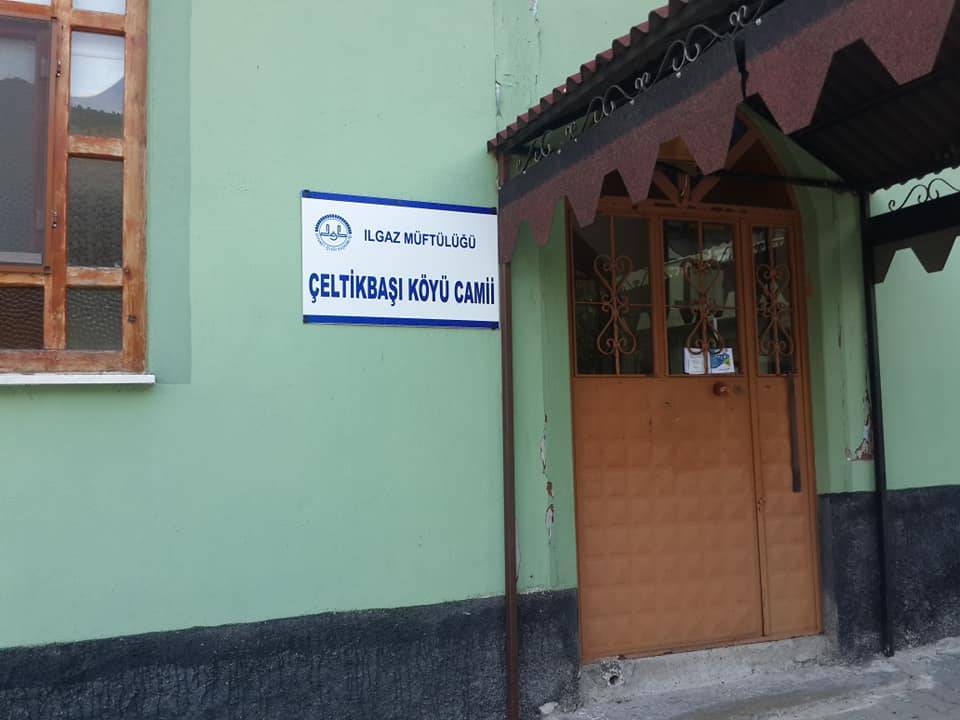 ILGAZ MÜFTÜLÜĞÜ
ÇELTİKBAŞI KÖYÜ CAMİİ